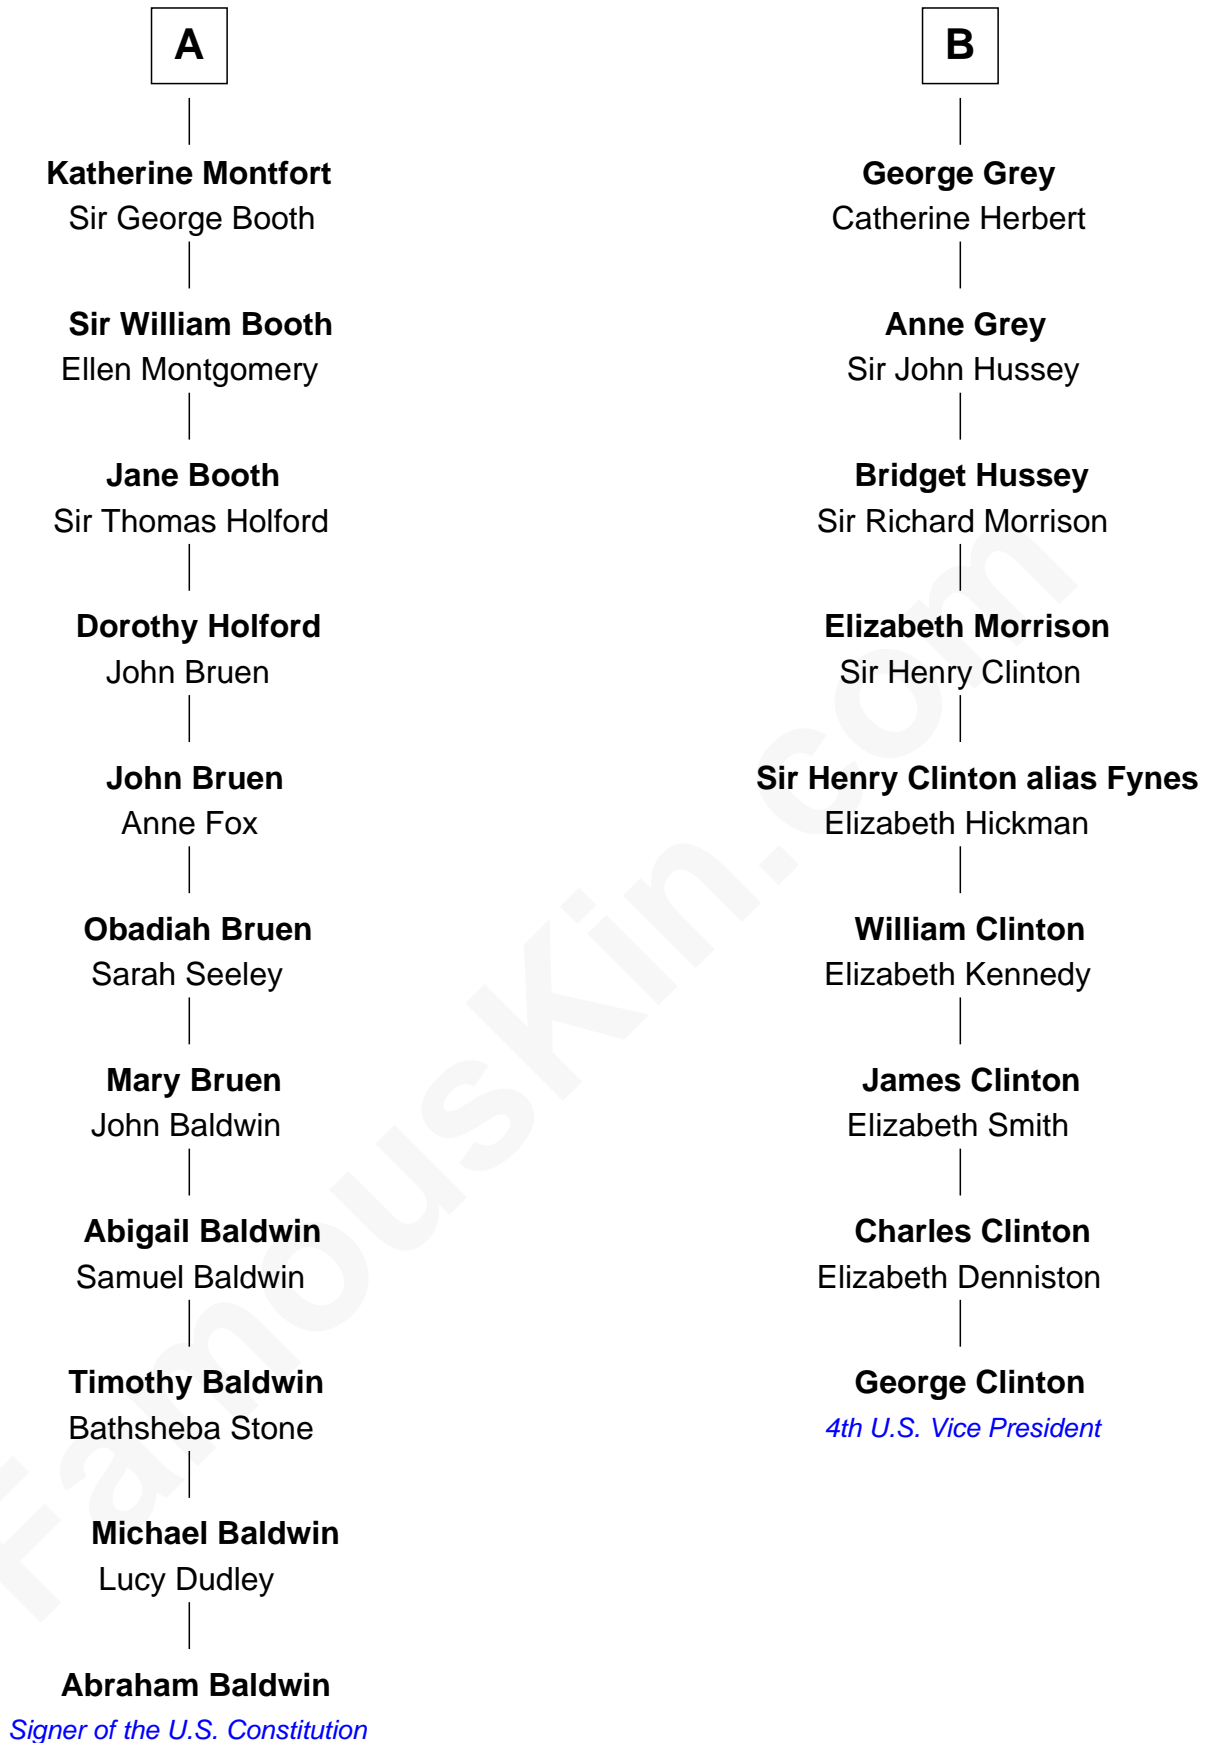 A
Katherine Montfort
Sir George Booth
Sir William Booth
Ellen Montgomery
Jane Booth
Sir Thomas Holford
Dorothy Holford
John Bruen
John Bruen
Anne Fox
Obadiah Bruen
Sarah Seeley
Mary Bruen
John Baldwin
Abigail Baldwin
Samuel Baldwin
Timothy Baldwin
Bathsheba Stone
Michael Baldwin
Lucy Dudley
Abraham Baldwin
Signer of the U.S. Constitution
B
George Grey
Catherine Herbert
Anne Grey
Sir John Hussey
Bridget Hussey
Sir Richard Morrison
Elizabeth Morrison
Sir Henry Clinton
Sir Henry Clinton alias Fynes
Elizabeth Hickman
William Clinton
Elizabeth Kennedy
James Clinton
Elizabeth Smith
Charles Clinton
Elizabeth Denniston
George Clinton
4th U.S. Vice President
FamousKin.com